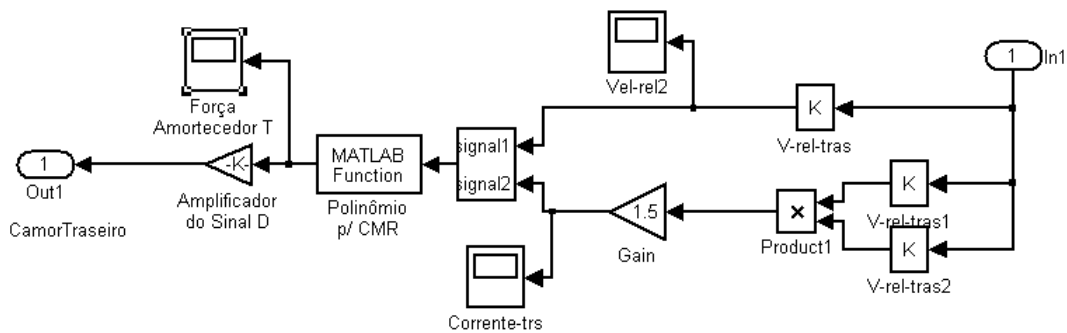 1
In1
Vel-rel2
Força
Amortecedor T
K
V-rel-tras
signal1
signal2
MATLAB
Function
Polinômio
p/ CMR
-K-
Amplificador
do Sinal D
1
Out1
CamorTraseiro
K
V-rel-tras1
×
Product1
K
V-rel-tras2
1.5
Gain
Corrente-trs